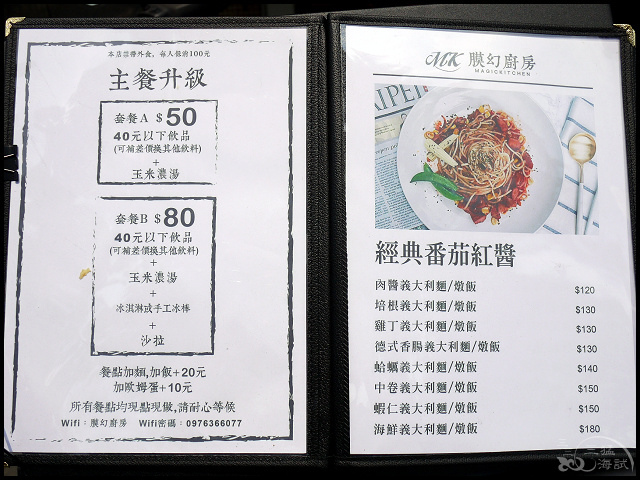 本店禁帶外食，每人低消100元
主餐升級
套餐A $50
40元以下飲品
(可補差價換其他飲料)
+
玉米濃湯
套餐B $80
40元以下飲品
(可補差價換其他飲料)
+
玉米濃湯
+
冰淇淋或手工冰棒
+
沙拉
餐點加麵,加飯+20元
加歐姆蛋+10元
所有餐點均現點現做,請耐心等候
Wifi：膜幻廚房 Wifi密碼：0976366077
MK 膜幻廚房
MAGICKITCHEN
AIPEI
經典番茄紅醬
肉醬義大利麵/燉飯 $120
培根義大利麵/燉飯 $130
雞丁義大利麵/燉飯 $130
德式香腸義大利麵/燉飯 $130
蛤蠣義大利麵/燉飯 $140
中卷義大利麵/燉飯 $150
蝦仁義大利麵/燉飯 $150
海鮮義大利麵/燉飯 $180